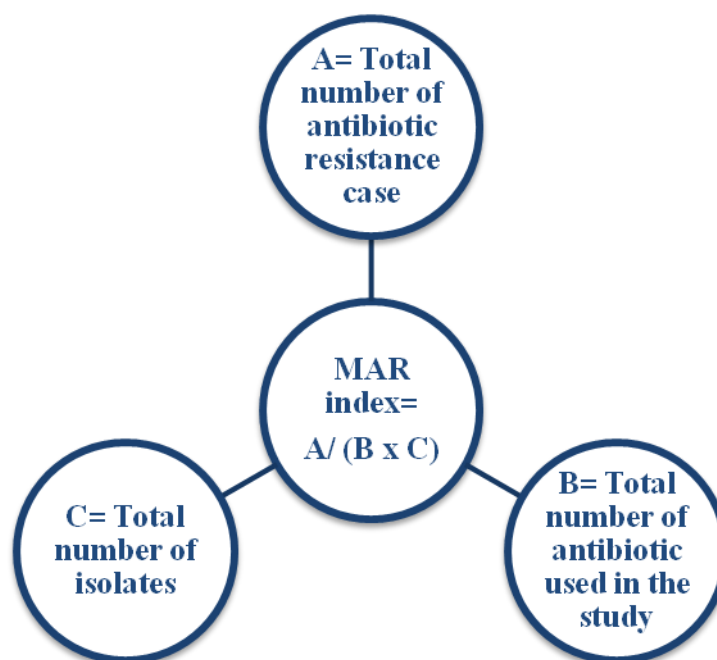 A= Total
number of
antibiotic
resistance
case
MAR
index=
A/ (B x C)
C= Total
number of
isolates
B= Total
number of
antibiotic
used in the
study